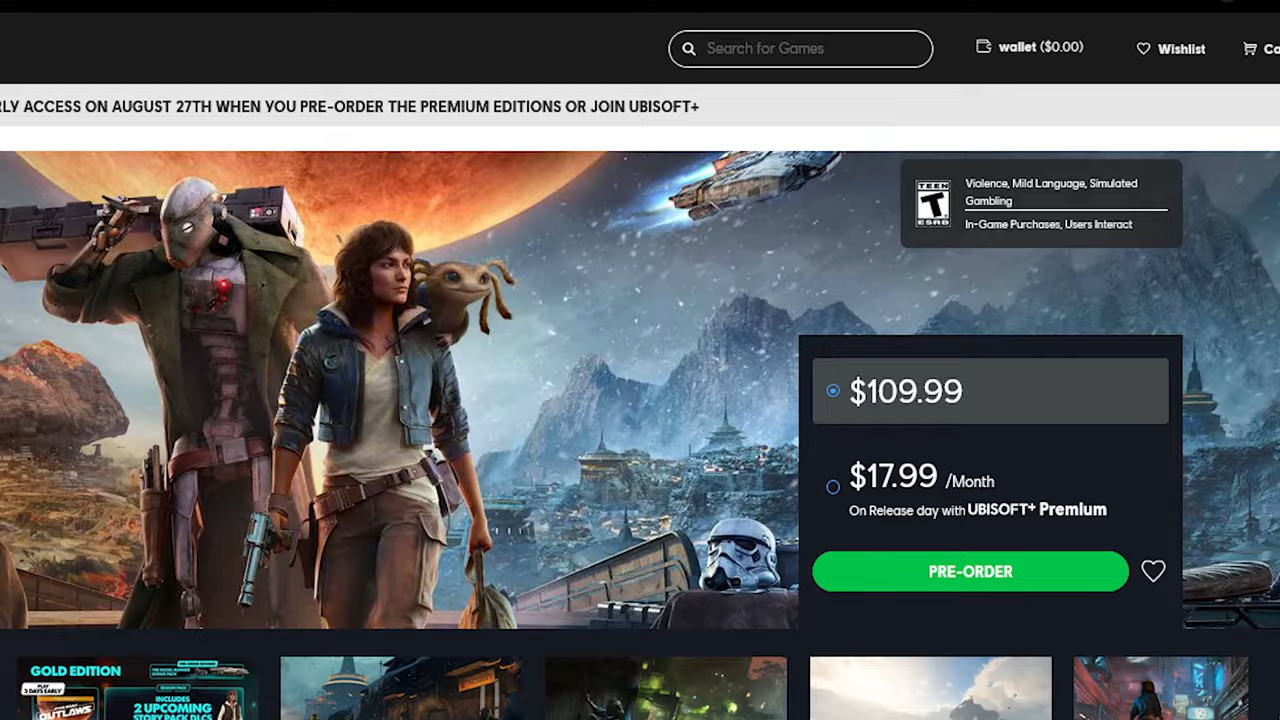 Search for Games
wallet ($0.00)
Wishlist
ACCESS ON AUGUST 27TH WHEN YOU PRE-ORDER THE PREMIUM EDITIONS OR JOIN UBISOFT+
TEEN
T
ESRB
Violence, Mild Language, Simulated
Gambling
In-Game Purchases, Users Interact
$109.99
$17.99 /Month
On Release day with UBISOFT+ Premium
PRE-ORDER
GOLD EDITION
PLAY
3 DAYS EARLY
OUTLAWS
SEASON PASS
INCLUDES
2 UPCOMING
STORY PACK DLCS